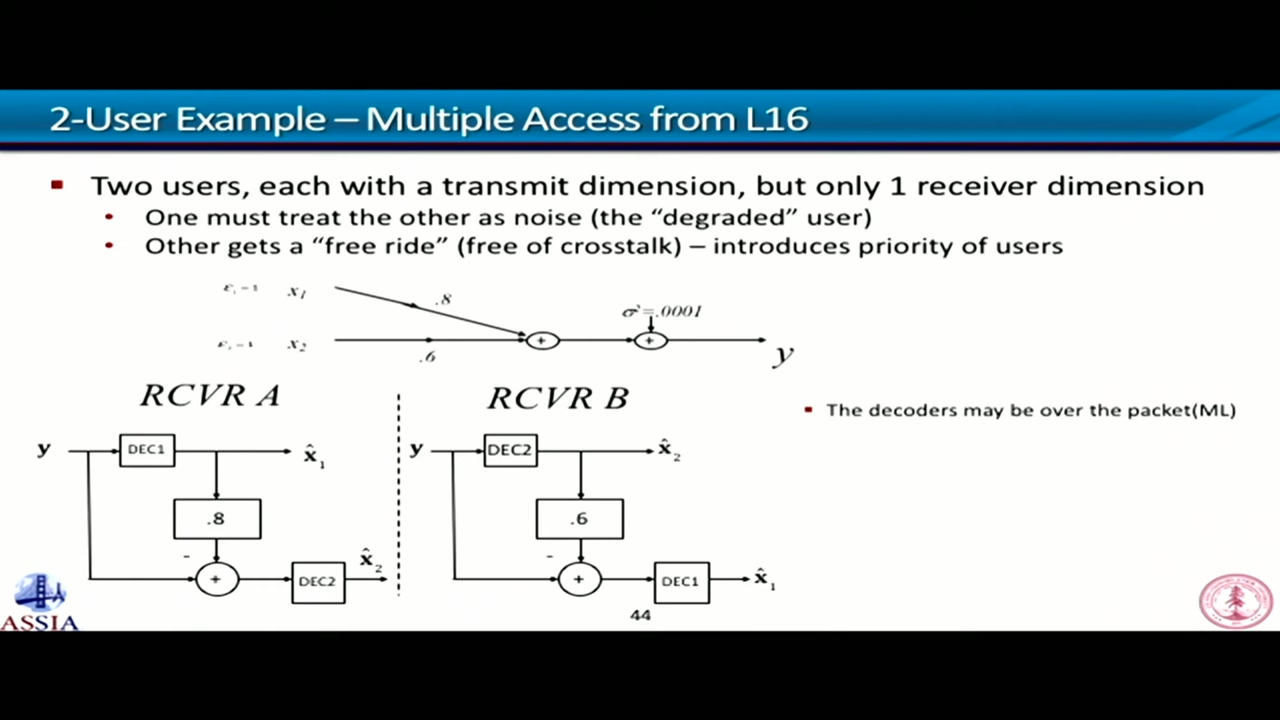 2-User Example – Multiple Access from L16
Two users, each with a transmit dimension, but only 1 receiver dimension
One must treat the other as noise (the “degraded” user)
Other gets a “free ride” (free of crosstalk) – introduces priority of users
x1
.8
σ²=.0001
x2
.6
+
+
y
RCVR A
RCVR B
The decoders may be over the packet(ML)
y
DEC1
x̂1
y
DEC2
x̂2
.8
.6
-
x̂2
-
+
DEC2
+
DEC1
x̂1
ASSIA
44